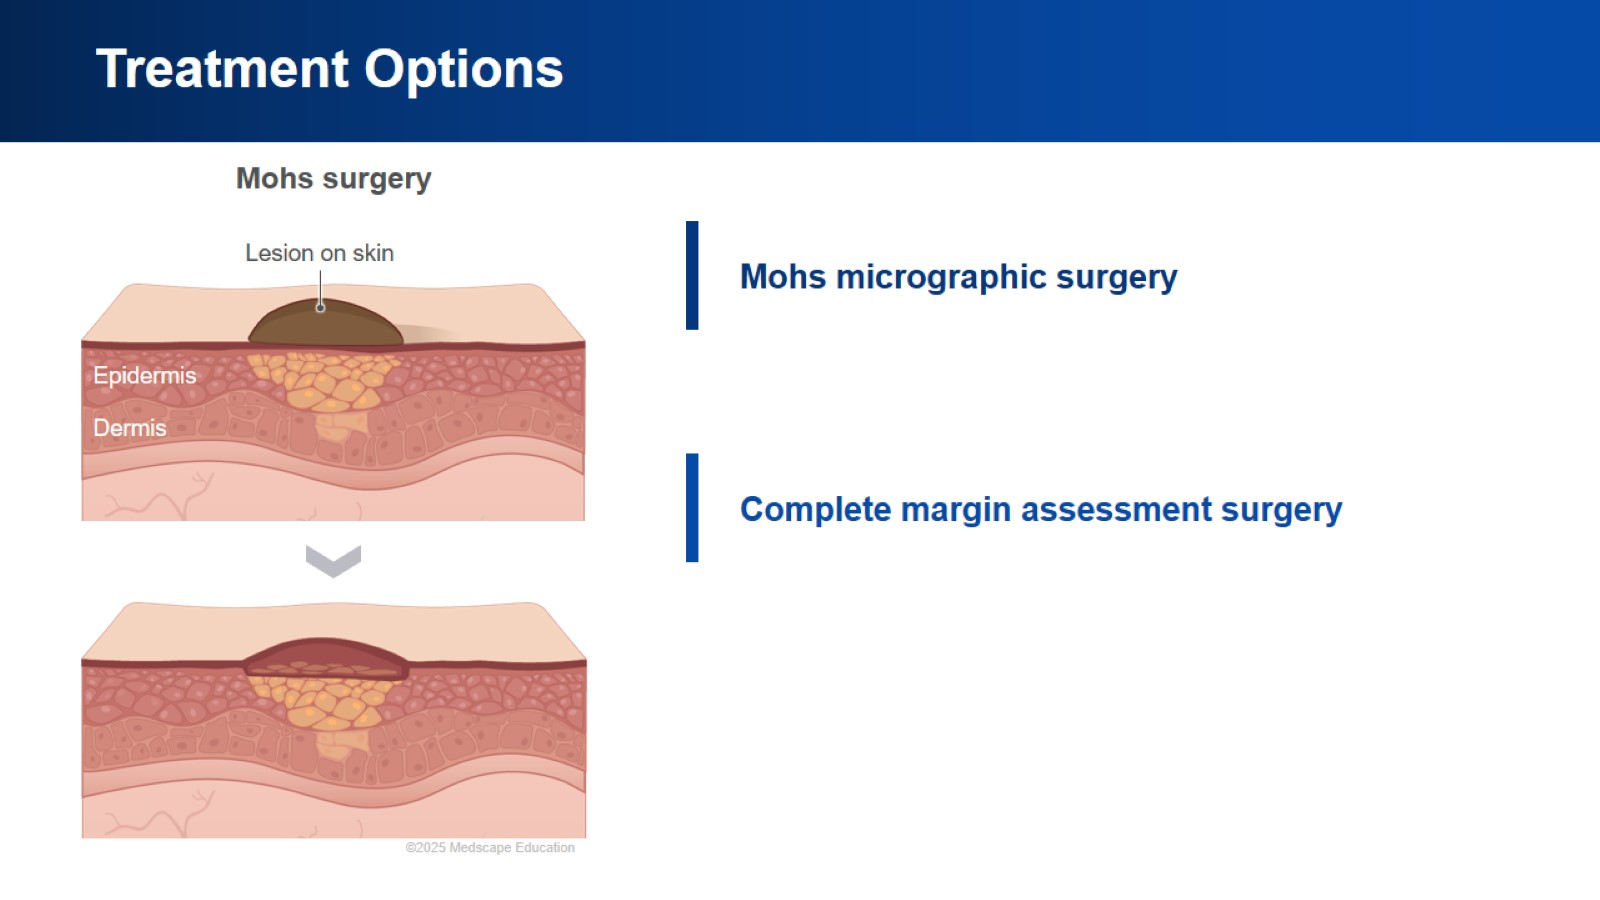 Treatment Options
Mohs surgery
Lesion on skin
Epidermis
Dermis
©2025 Medscape Education
Mohs micrographic surgery
Complete margin assessment surgery